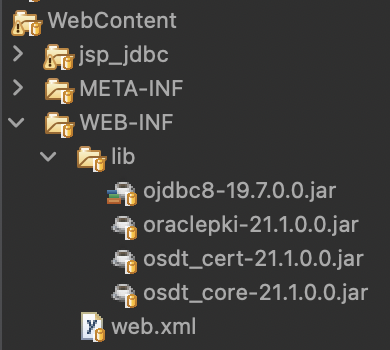 WebContent
jsp_jdbc
META-INF
WEB-INF
lib
ojdbc8-19.7.0.0.jar
oraclepki-21.1.0.0.jar
osdt_cert-21.1.0.0.jar
osdt_core-21.1.0.0.jar
web.xml